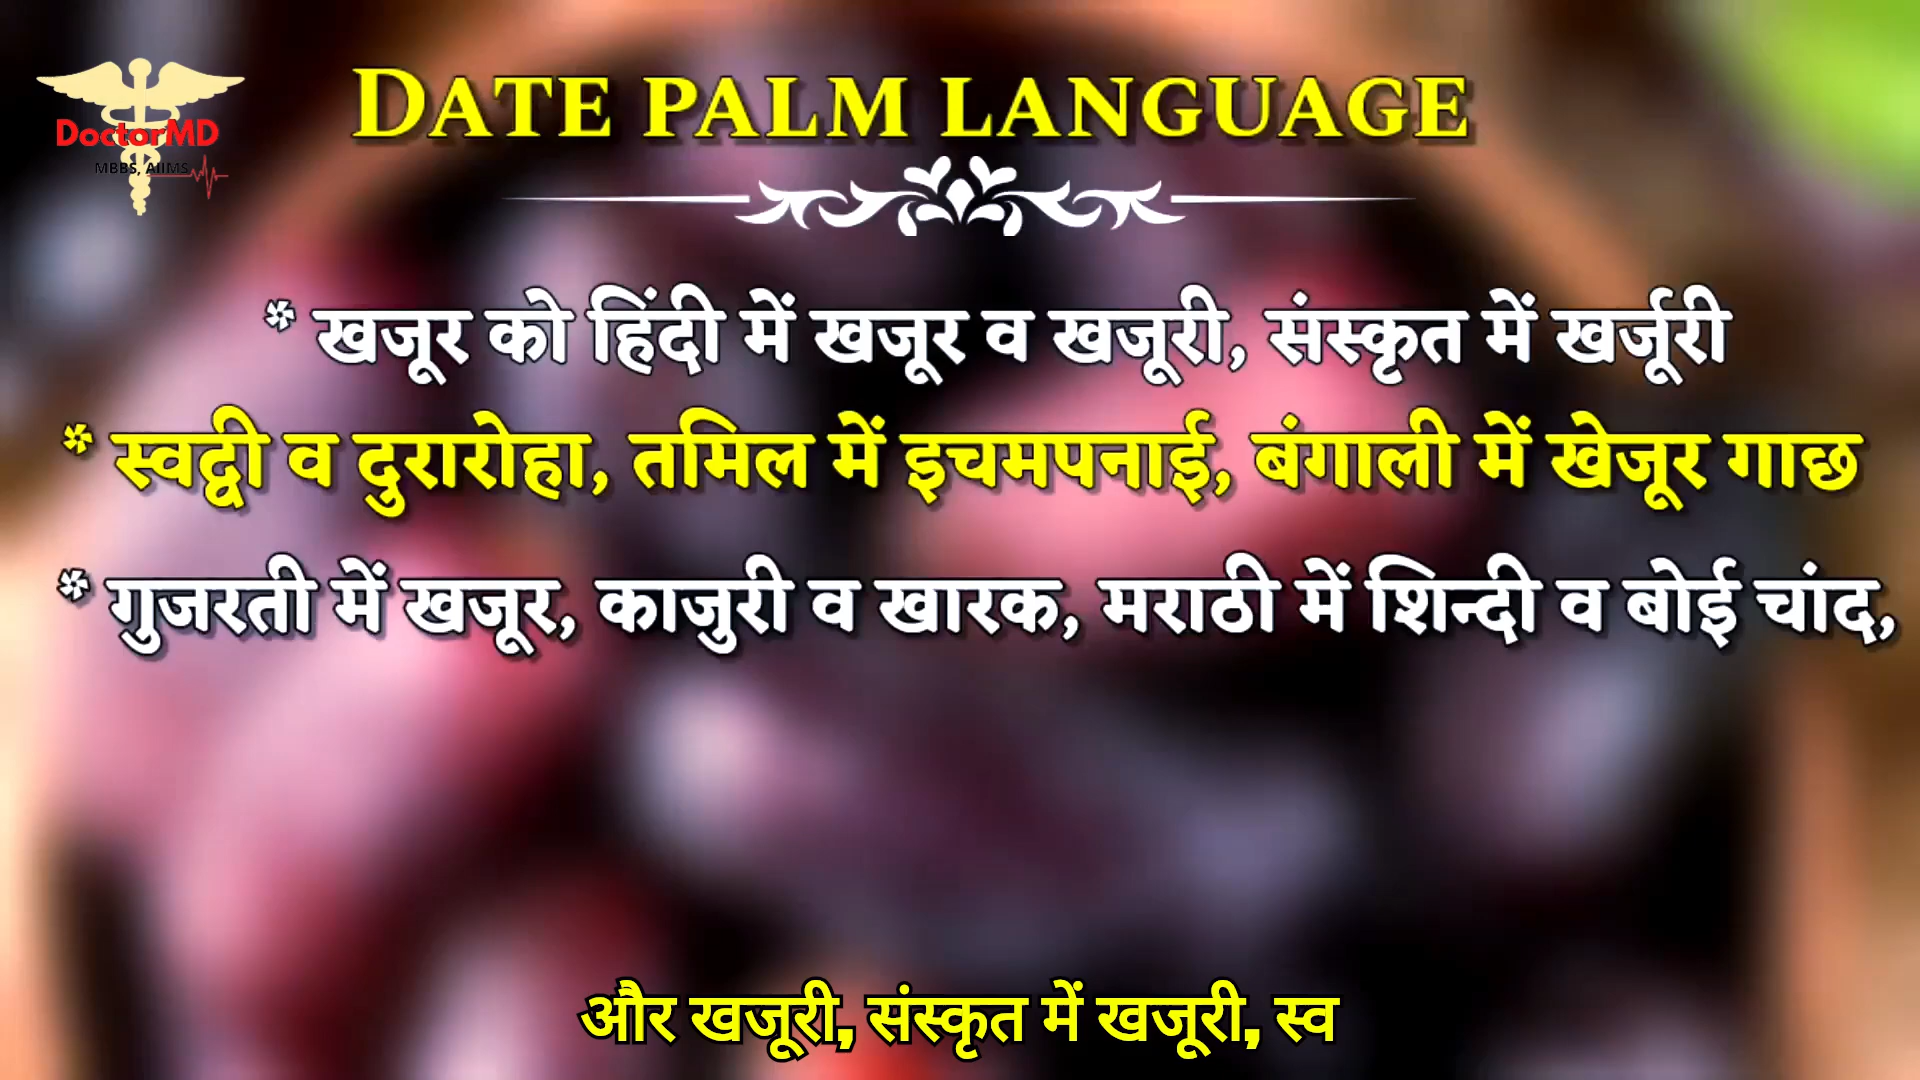 DoctorMD
MBBS, AIIMS
DATE PALM LANGUAGE
* खजूर को हिंदी में खजूर व खजूरी, संस्कृत में खर्जूरी
* स्वद्वी व दुरारोहा, तमिल में इचमपनाई, बंगाली में खेजूर गाछ
* गुजरती में खजूर, काजुरी व खारक, मराठी में शिन्दी व बोई चांद,
और खजूरी, संस्कृत में खजूरी, स्व